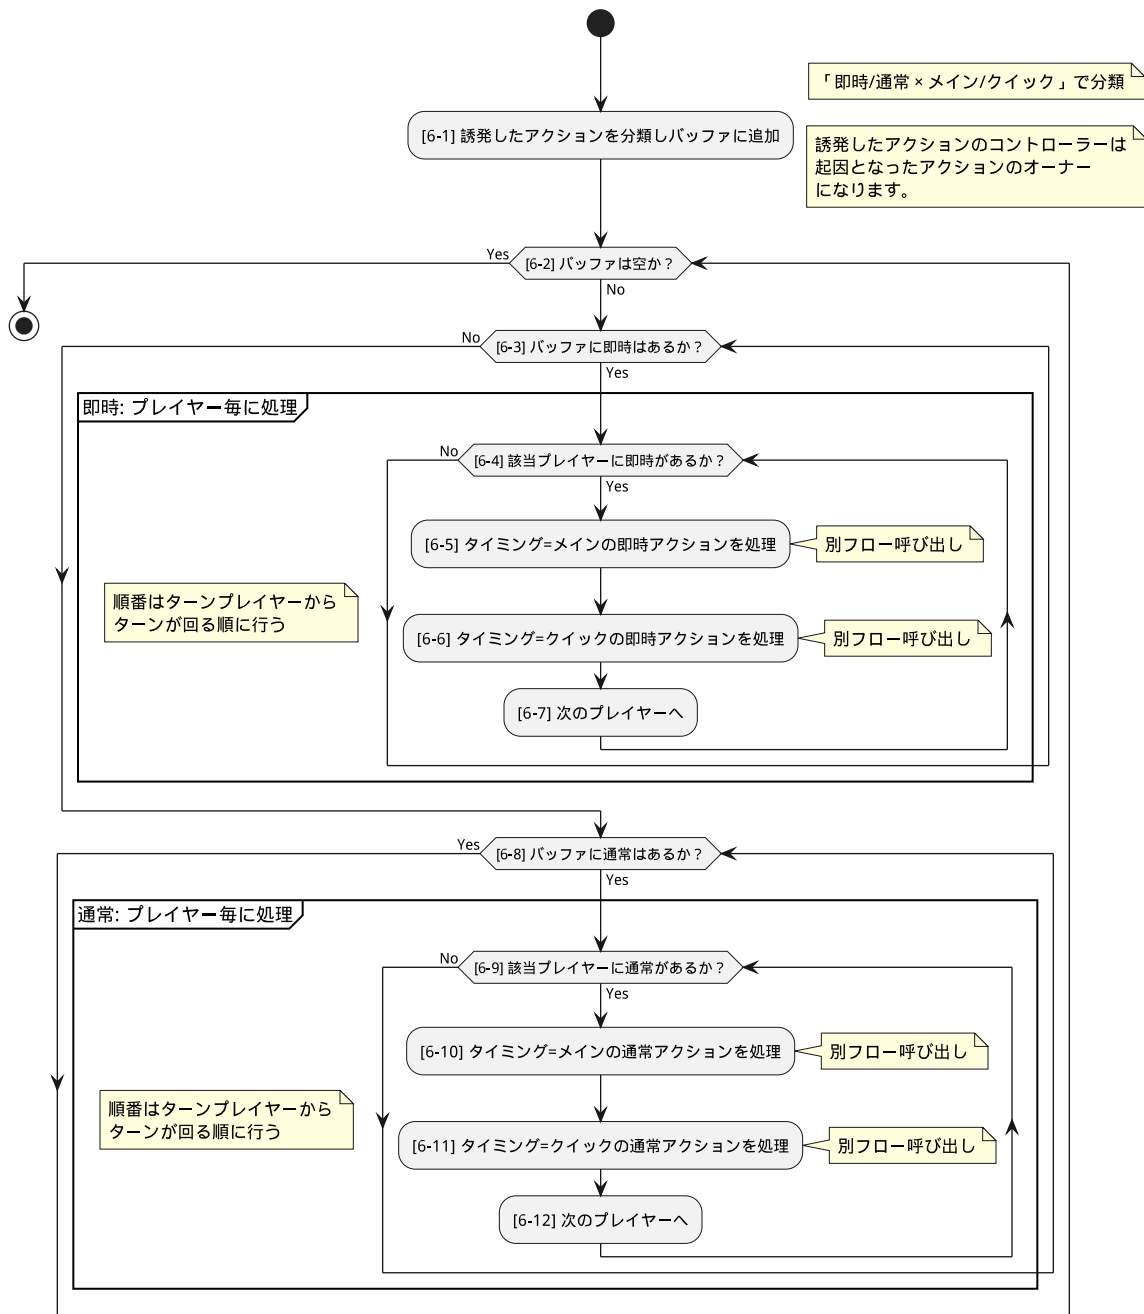 「即時/通常 × メイン/クイック」で分類
[6-1] 誘発したアクションを分類しバッファに追加
誘発したアクションのコントローラーは
起因となったアクションのオーナー
になります。
Yes
[6-2] バッファは空か？
No
No
[6-3] バッファに即時はあるか？
Yes
即時: プレイヤー毎に処理
No
[6-4] 該当プレイヤーに即時があるか？
Yes
[6-5] タイミング=メインの即時アクションを処理
別フロー呼び出し
順番はターンプレイヤーから
ターンが回る順に行う
[6-6] タイミング=クイックの即時アクションを処理
別フロー呼び出し
[6-7] 次のプレイヤーへ
Yes
[6-8] バッファに通常はあるか？
Yes
通常: プレイヤー毎に処理
No
[6-9] 該当プレイヤーに通常があるか？
Yes
[6-10] タイミング=メインの通常アクションを処理
別フロー呼び出し
順番はターンプレイヤーから
ターンが回る順に行う
[6-11] タイミング=クイックの通常アクションを処理
別フロー呼び出し
[6-12] 次のプレイヤーへ